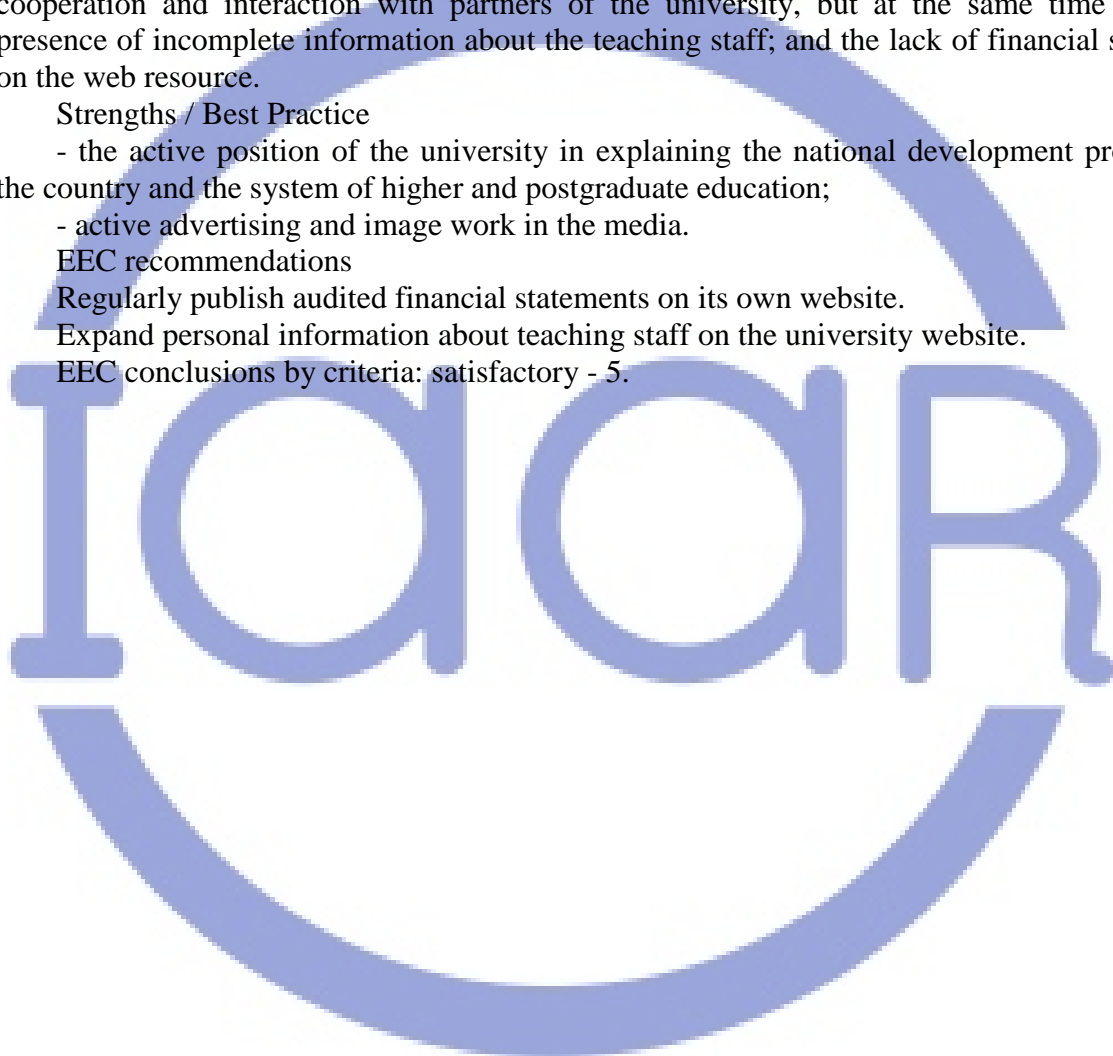 cooperation and interaction with partners of the university, but at the same time
presence of incomplete information about the teaching staff; and the lack of financial s
on the web resource.
Strengths / Best Practice
- the active position of the university in explaining the national development pro
the country and the system of higher and postgraduate education;
- active advertising and image work in the media.
EEC recommendations
Regularly publish audited financial statements on its own website.
Expand personal information about teaching staff on the university website.
EEC conclusions by criteria: satisfactory - 5.
IaaR